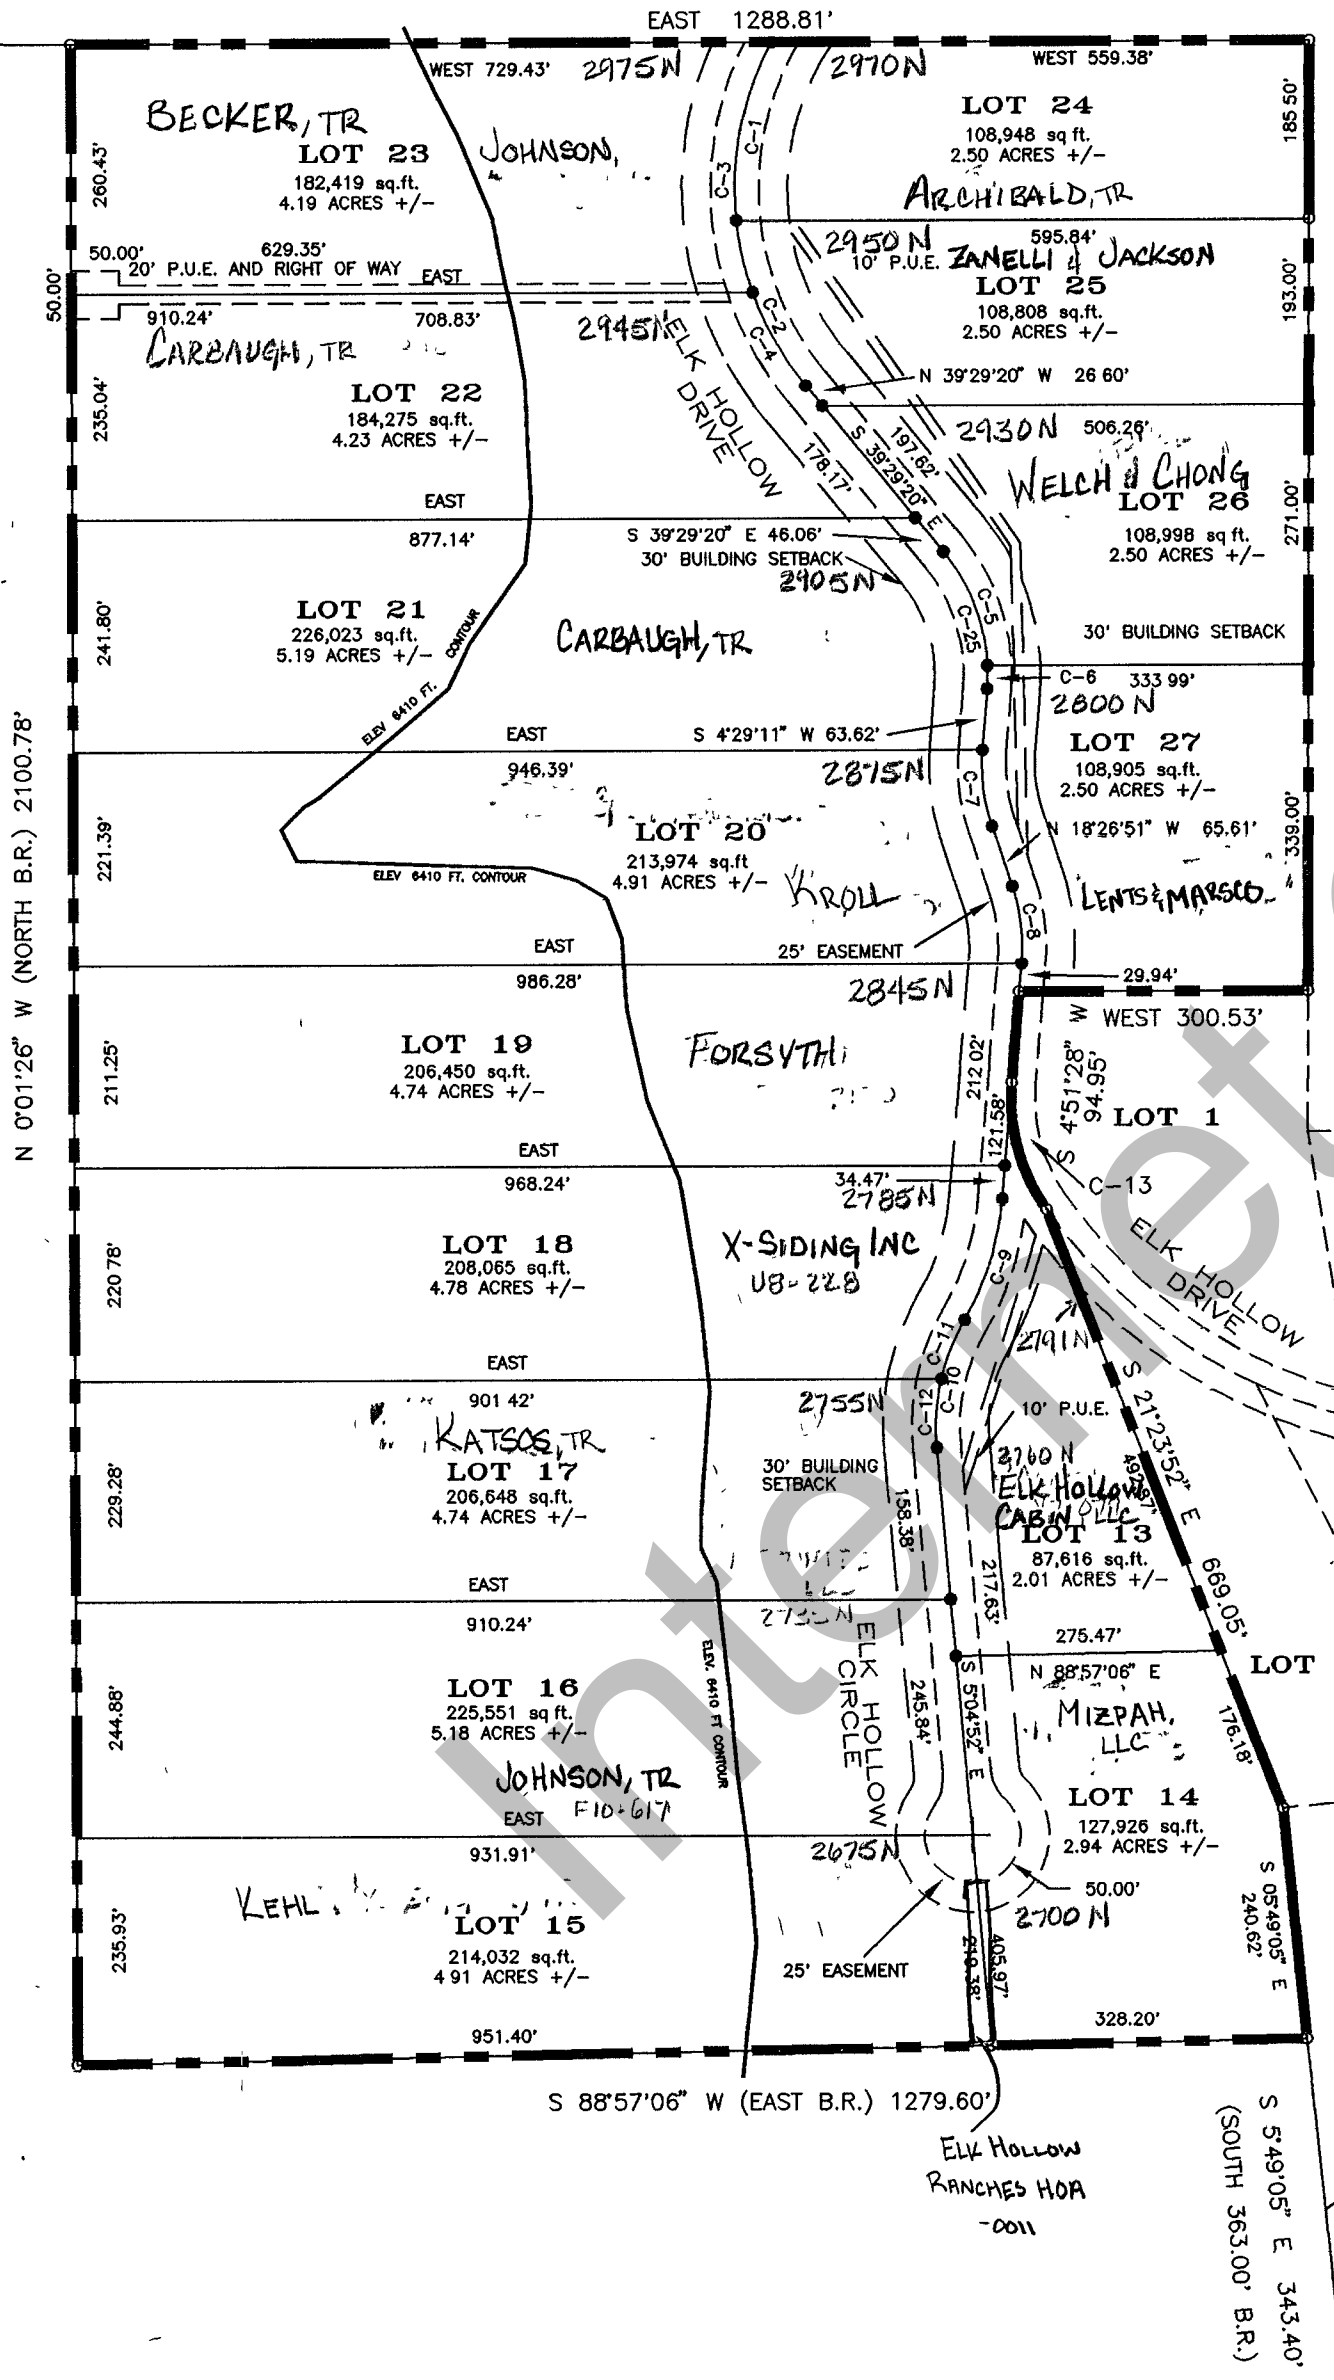 EAST 1288.81'
WEST 729.43'
2975N
2970N
WEST 559.38'
BECKER, TR
LOT 23
182,419 sq.ft.
4.19 ACRES +/-
260.43'
JOHNSON,
C-1
C-3
LOT 24
108,948 sq ft.
2.50 ACRES +/-
185 50'
ARCHIBALD, TR
50.00'
629.35'
20' P.U.E. AND RIGHT OF WAY
EAST
50.00'
910.24'
708.83'
2950 N
10' P.U.E.
595.84'
ZANELLI & JACKSON
LOT 25
108,808 sq.ft.
2.50 ACRES +/-
193.00'
CARBAUGH, TR
2945N
C-2
C-4
ELK HOLLOW
DRIVE
LOT 22
184,275 sq.ft.
4.23 ACRES +/-
235.04'
N 39°29'20" W 26 60'
2930N
506.26'
197.62'
S 39°29'20" E
178.17'
WELCH & CHONG
LOT 26
108,998 sq ft.
2.50 ACRES +/-
271.00'
EAST
877.14'
S 39°29'20" E 46.06'
30' BUILDING SETBACK
2905N
LOT 21
226,023 sq.ft.
5.19 ACRES +/-
241.80'
CARBAUGH, TR
C-5
C-25
30' BUILDING SETBACK
ELEV 6410 FT.
CONTOUR
C-6
333 99'
2800 N
S 4°29'11" W 63.62'
EAST
946.39'
2875N
C-7
LOT 27
108,905 sq.ft.
2.50 ACRES +/-
339.00'
N 18°26'51" W 65.61'
N 0°01'26" W (NORTH B.R.) 2100.78'
221.39'
LOT 20
213,974 sq.ft
4.91 ACRES +/-
KROLL
ELEV 6410 FT. CONTOUR
LENTS & MARSCO
C-8
25' EASEMENT
EAST
986.28'
2845N
29.94'
WEST 300.53'
LOT 19
206,450 sq.ft.
4.74 ACRES +/-
211.25'
FORSYTH
212 02'
121.58'
S 4°51'28" W
94.95'
LOT 1
C-13
EAST
968.24'
34.47'
2785N
LOT 18
208,065 sq.ft.
4.78 ACRES +/-
220 78'
X-SIDING INC
U8-228
C-9
C-11
ELK HOLLOW
DRIVE
2791N
EAST
901 42'
2755N
C-10
C-12
10' P.U.E.
S 21°23'52" E 669.05'
KATSOS, TR
LOT 17
206,648 sq.ft.
4.74 ACRES +/-
229.28'
30' BUILDING
SETBACK
158.38'
2760 N
ELK HOLLOW
CABIN LLC
LOT 13
87,616 sq.ft.
2.01 ACRES +/-
217.63'
EAST
910.24'
275.47'
N 88°57'06" E
LOT
LOT 16
225,551 sq ft.
5.18 ACRES +/-
244.88'
ELEV. 6410 FT CONTOUR
ELK HOLLOW
CIRCLE
245.84'
S 5°04'52" E
MIZPAH,
LLC
176.18'
JOHNSON, TR
F10-617
EAST
931.91'
2675N
LOT 14
127,926 sq.ft.
2.94 ACRES +/-
50.00'
2700 N
KEHL
LOT 15
214,032 sq.ft.
4 91 ACRES +/-
235.93'
25' EASEMENT
219.38'
405.97'
S 05°49'05" E
240.62'
951.40'
328.20'
S 88°57'06" W (EAST B.R.) 1279.60'
ELK HOLLOW
RANCHES HOA
-0011
S 5°49'05" E 343.40'
(SOUTH 363.00' B.R.)
Internet